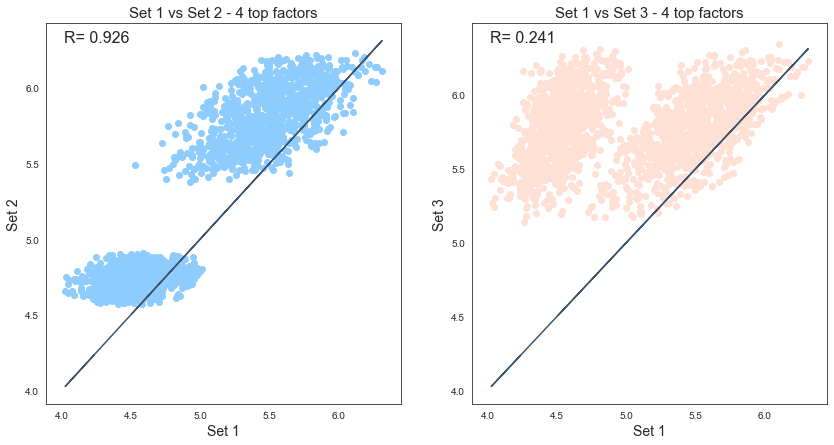 Set 1 vs Set 2 - 4 top factors
R= 0.926
6.0
5.5
5.0
4.5
4.0
Set 2
4.0 4.5 5.0 5.5 6.0
Set 1
Set 1 vs Set 3 - 4 top factors
R= 0.241
6.0
5.5
5.0
4.5
4.0
Set 3
4.0 4.5 5.0 5.5 6.0
Set 1